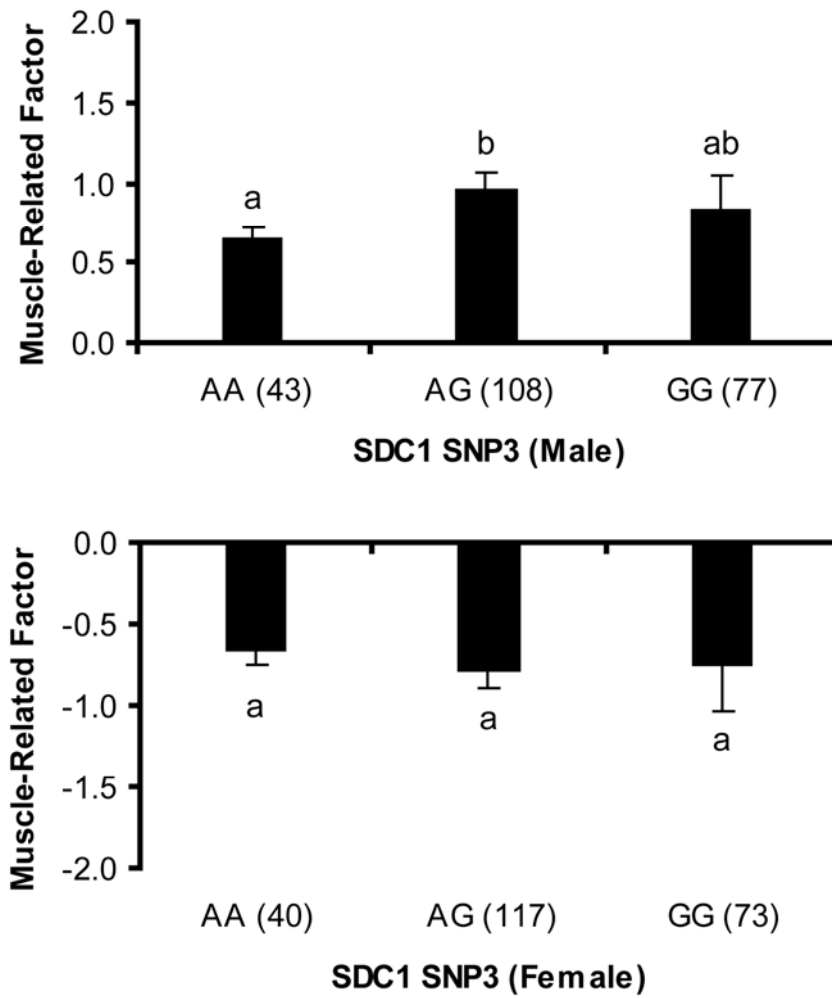 Muscle-Related Factor
2.0
1.5
1.0
0.5
0.0
a
b
ab
AA (43)
AG (108)
GG (77)
SDC1 SNP3 (Male)
Muscle-Related Factor
0.0
-0.5
-1.0
-1.5
-2.0
a
a
a
AA (40)
AG (117)
GG (73)
SDC1 SNP3 (Female)